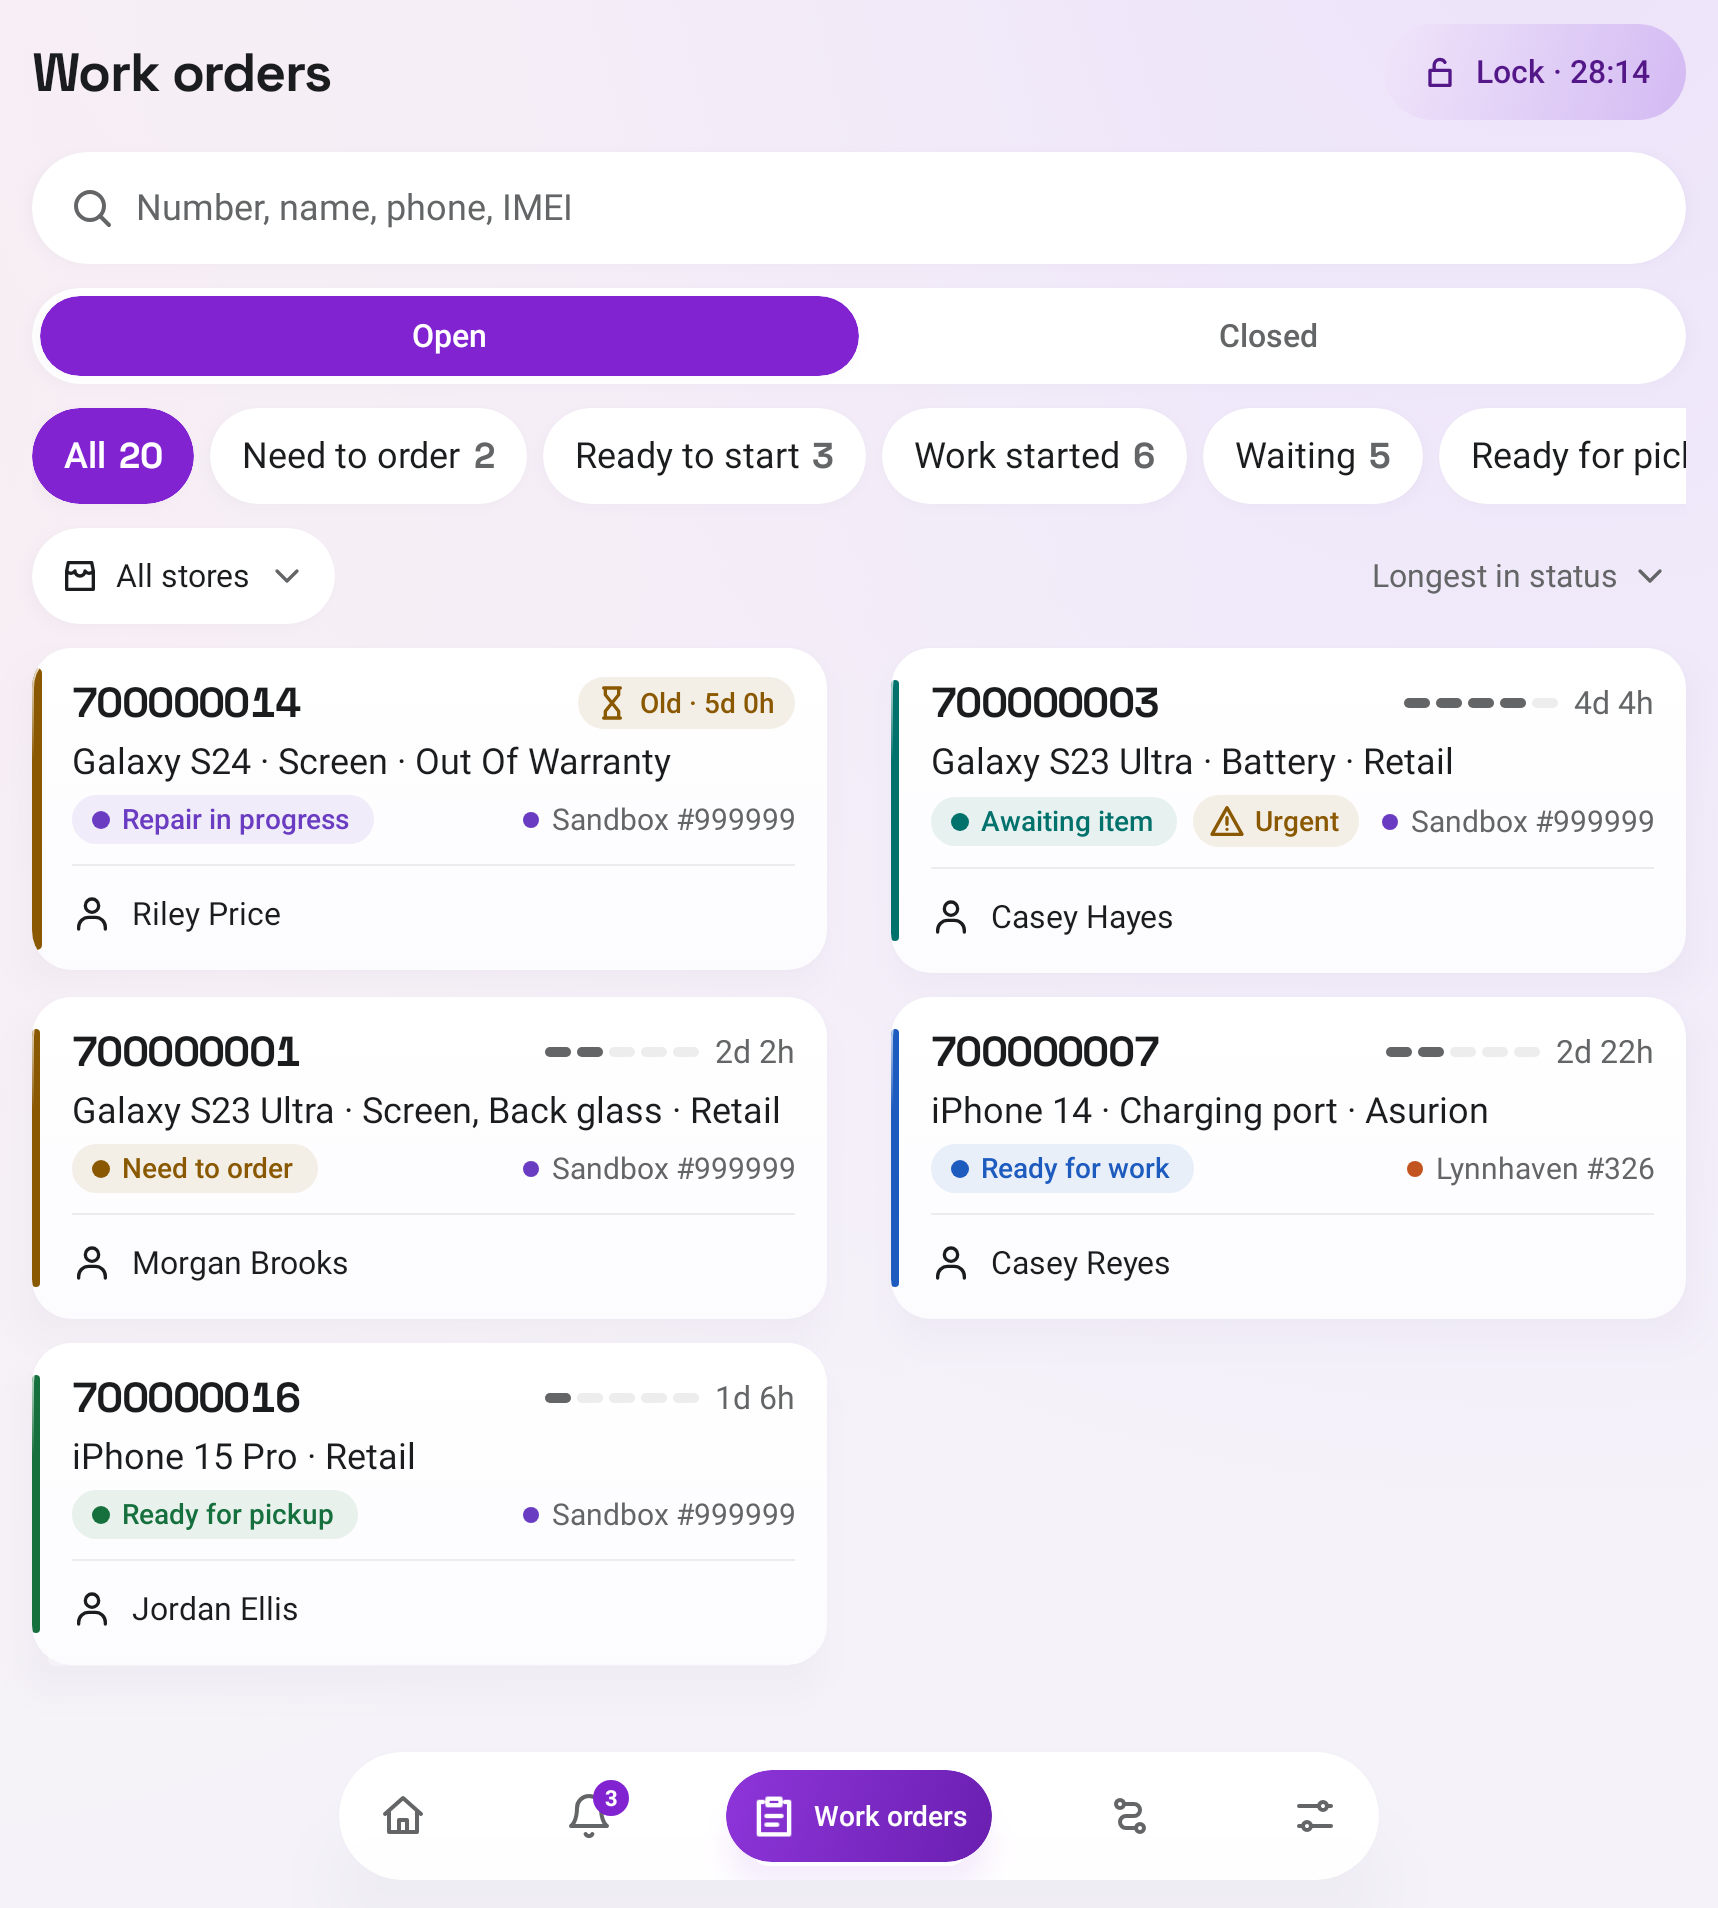 Work orders
Lock · 28:14
Number, name, phone, IMEI
Open
Closed
All 20
Need to order 2
Ready to start 3
Work started 6
Waiting 5
Ready for pick
All stores
Longest in status
700000014
Old · 5d 0h
Galaxy S24 · Screen · Out Of Warranty
Repair in progress
Sandbox #999999
Riley Price
700000003
4d 4h
Galaxy S23 Ultra · Battery · Retail
Awaiting item
Urgent
Sandbox #999999
Casey Hayes
700000001
2d 2h
Galaxy S23 Ultra · Screen, Back glass · Retail
Need to order
Sandbox #999999
Morgan Brooks
700000007
2d 22h
iPhone 14 · Charging port · Asurion
Ready for work
Lynnhaven #326
Casey Reyes
700000016
1d 6h
iPhone 15 Pro · Retail
Ready for pickup
Sandbox #999999
Jordan Ellis
3
Work orders